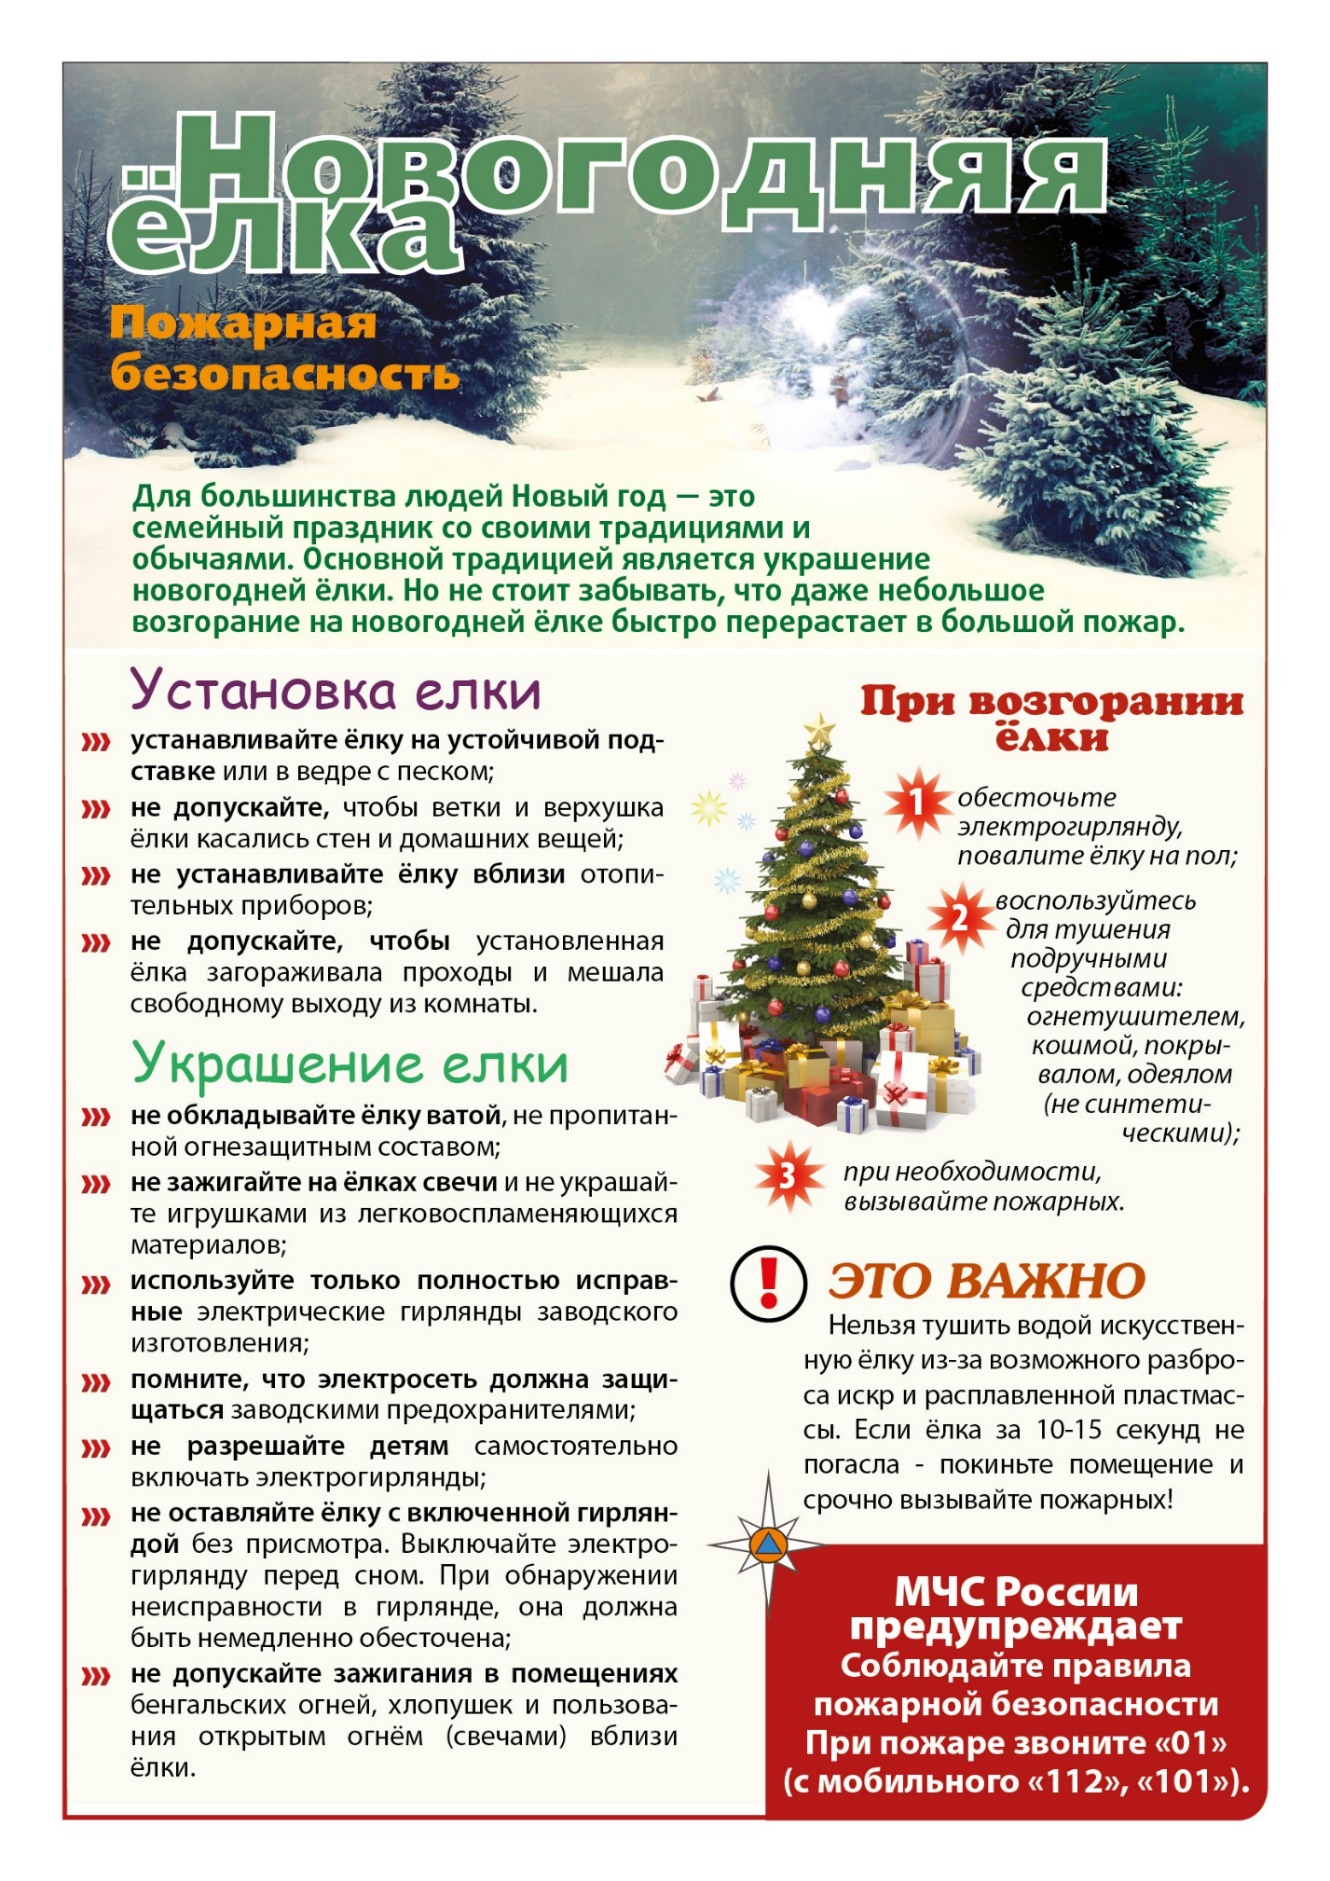 Новогодняя
ёлка
Пожарная
безопасность
Для большинства людей Новый год — это
семейный праздник со своими традициями и
обычаями. Основной традицией является украшение
новогодней ёлки. Но не стоит забывать, что даже небольшое
возгорание на новогодней ёлке быстро перерастает в большой пожар.
Установка елки
устанавливайте ёлку на устойчивой под-
ставке или в ведре с песком;
не допускайте, чтобы ветки и верхушка
ёлки касались стен и домашних вещей;
не устанавливайте ёлку вблизи отопи-
тельных приборов;
не допускайте, чтобы установленная
ёлка загораживала проходы и мешала
свободному выходу из комнаты.
Украшение елки
не обкладывайте ёлку ватой, не пропитан-
ной огнезащитным составом;
не зажигайте на ёлках свечи и не украшай-
те игрушками из легковоспламеняющихся
материалов;
используйте только полностью исправ-
ные электрические гирлянды заводского
изготовления;
помните, что электросеть должна защи-
щаться заводскими предохранителями;
не разрешайте детям самостоятельно
включать электрогирлянды;
не оставляйте ёлку с включенной гирлян-
дой без присмотра. Выключайте электро-
гирлянду перед сном. При обнаружении
неисправности в гирлянде, она должна
быть немедленно обесточена;
не допускайте зажигания в помещениях
бенгальских огней, хлопушек и пользова-
ния открытым огнём (свечами) вблизи
ёлки.
При возгорании
ёлки
1 обесточьте
электрогирлянду,
повалите ёлку на пол;
2 воспользуйтесь
для тушения
подручными
средствами:
огнетушителем,
кошмой, покры-
валом, одеялом
(не синтети-
ческими);
3 при необходимости,
вызывайте пожарных.
! ЭТО ВАЖНО
Нельзя тушить водой искусствен-
ную ёлку из-за возможного разбро-
са искр и расплавленной пластмас-
сы. Если ёлка за 10-15 секунд не
погасла - покиньте помещение и
срочно вызывайте пожарных!
МЧС России
предупреждает
Соблюдайте правила
пожарной безопасности
При пожаре звоните «01»
(с мобильного «112», «101»).